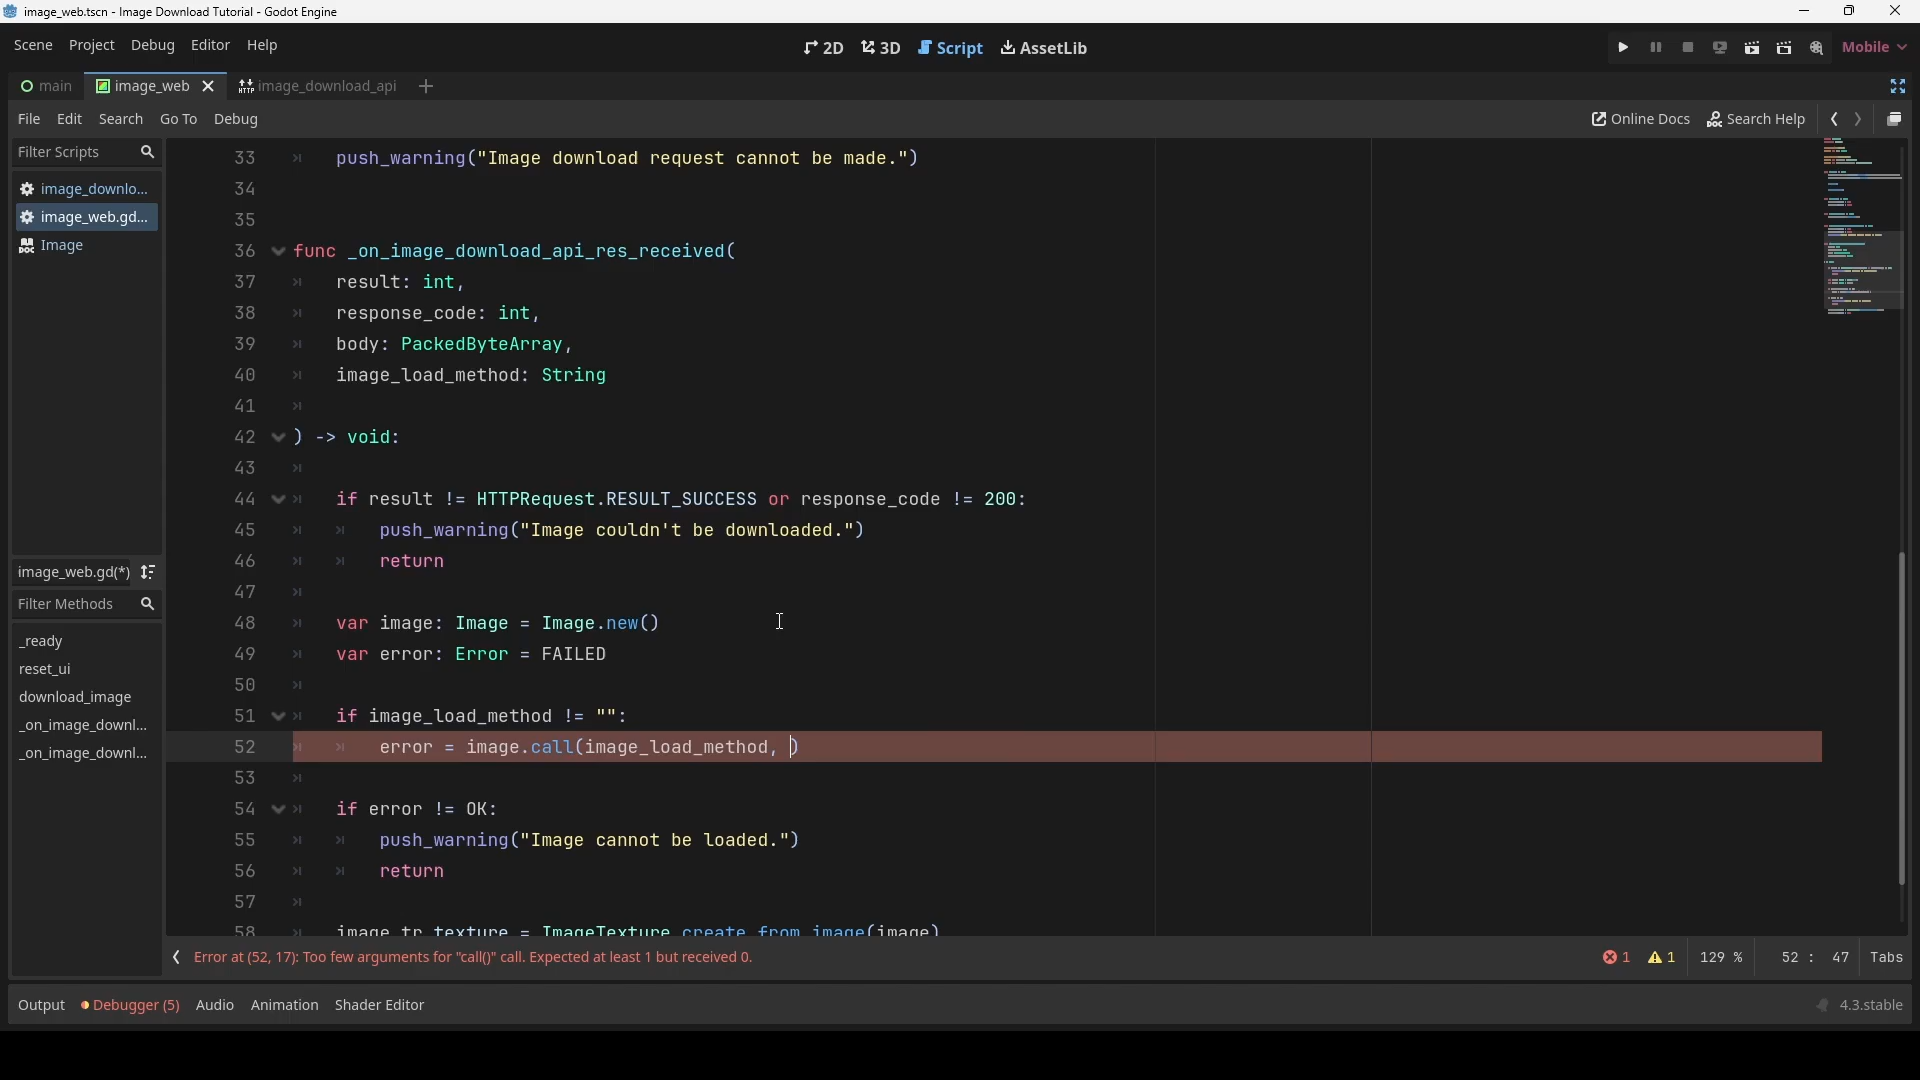 image_web.tscn - Image Download Tutorial - Godot Engine
Scene Project Debug Editor Help
2D 3D Script AssetLib
Mobile
main image_web image_download_api
File Edit Search Go To Debug
Online Docs Search Help
Filter Scripts
image_downlo...
image_web.gd...
Image
image_web.gd(*)
Filter Methods
_ready
reset_ui
download_image
_on_image_downl...
_on_image_downl...
33 push_warning("Image download request cannot be made.")
34
35
36 func _on_image_download_api_res_received(
37 result: int,
38 response_code: int,
39 body: PackedByteArray,
40 image_load_method: String
41
42 ) -> void:
43
44 if result != HTTPRequest.RESULT_SUCCESS or response_code != 200:
45 push_warning("Image couldn't be downloaded.")
46 return
47
48 var image: Image = Image.new()
49 var error: Error = FAILED
50
51 if image_load_method != "":
52 error = image.call(image_load_method, )
53
54 if error != OK:
55 push_warning("Image cannot be loaded.")
56 return
57
58 image_tr.texture = ImageTexture.create_from_image(image)
Error at (52, 17): Too few arguments for "call()" call. Expected at least 1 but received 0.
1 1 129 % 52 : 47 Tabs
Output Debugger (5) Audio Animation Shader Editor
4.3.stable